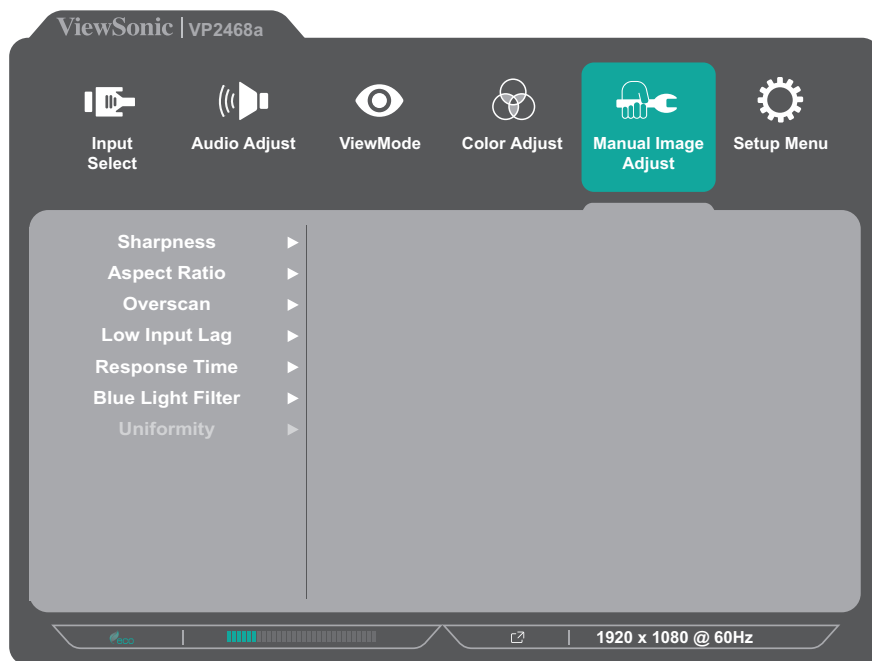 ViewSonic | VP2468a
Input
Select
Audio Adjust
ViewMode
Color Adjust
Manual Image
Adjust
Setup Menu
Sharpness
Aspect Ratio
Overscan
Low Input Lag
Response Time
Blue Light Filter
Uniformity
eco
1920 x 1080 @ 60Hz